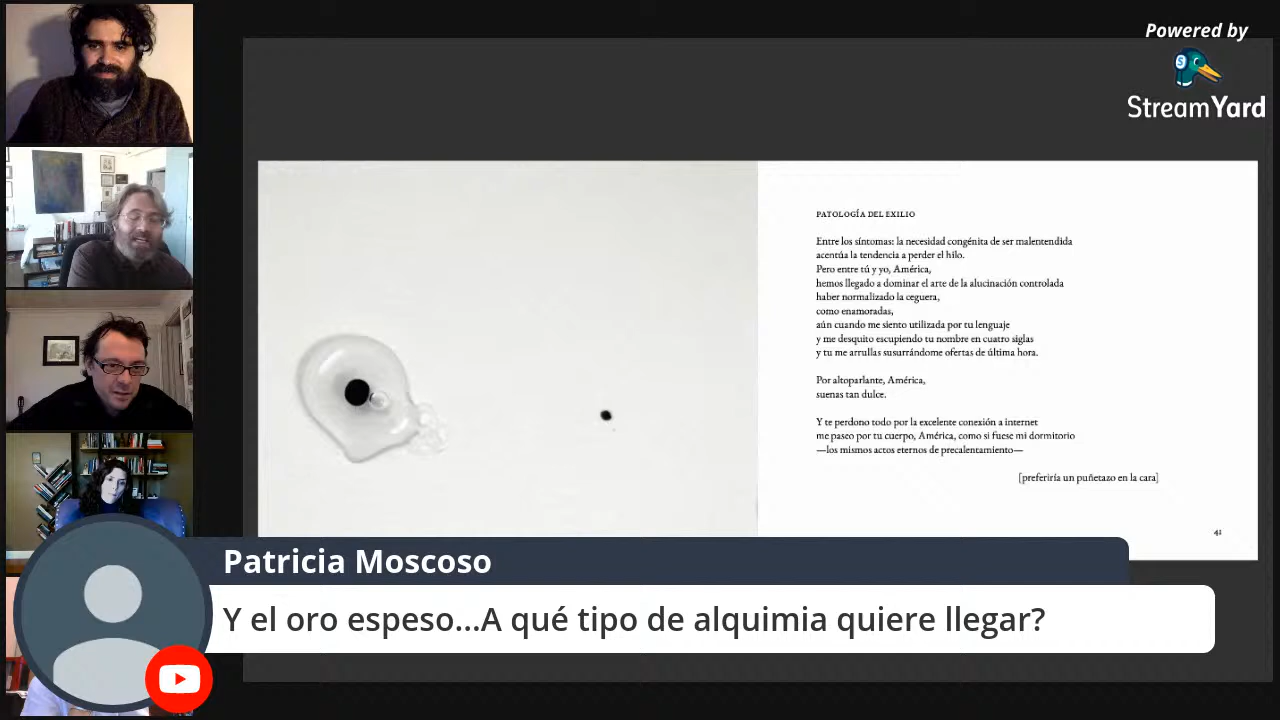 Powered by
StreamYard
PATOLOGÍA DEL EXILIO
Entre los síntomas: la necesidad congénita de ser malentendida
acentúa la tendencia a perder el hilo.
Pero entre tú y yo, América,
hemos llegado a dominar el arte de la alucinación controlada
haber normalizado la ceguera,
como enamoradas,
aún cuando me siento utilizada por tu lenguaje
y me desquito escupiendo tu nombre en cuatro siglas
y tu me arrullas susurrándome ofertas de última hora.
Por altoparlante, América,
suenas tan dulce.
Y te perdono todo por la excelente conexión a internet
me paseo por tu cuerpo, América, como si fuese mi dormitorio
—los mismos actos eternos de precalentamiento—
[preferiría un puñetazo en la cara]
41
Patricia Moscoso
Y el oro espeso...A qué tipo de alquimia quiere llegar?